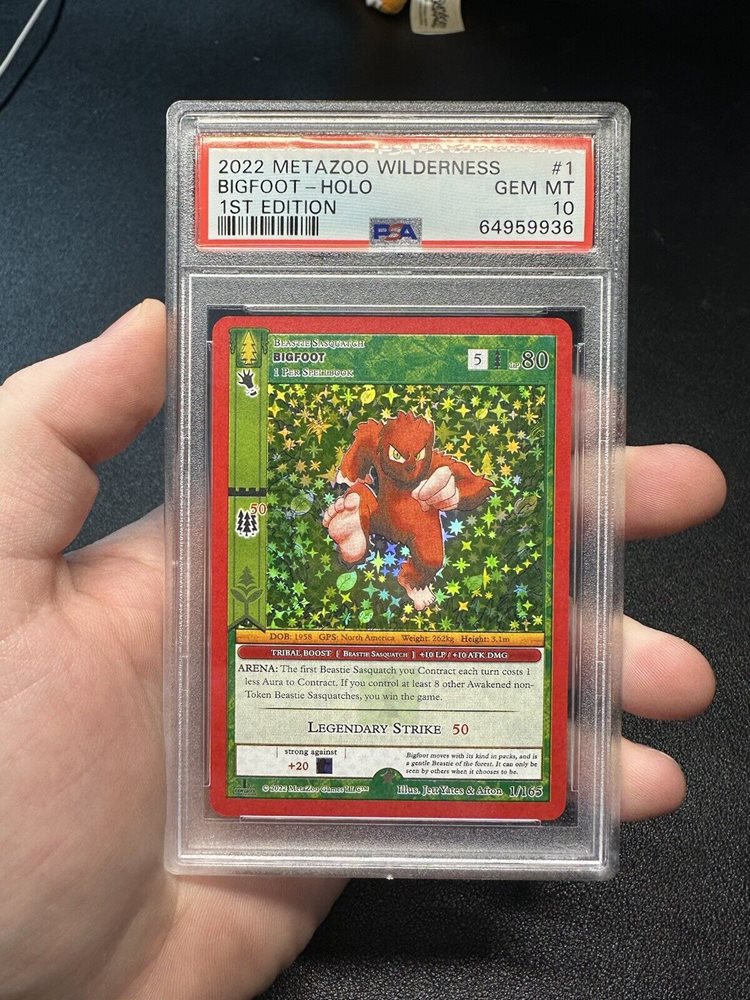 2022 METAZOO WILDERNESS #1
BIGFOOT – HOLO GEM MT
1ST EDITION 10
PSA 64959936
BEASTIE SASQUATCH
BIGFOOT
1 PER SPELLBOOK
5 LP 80
50
DOB: 1958 GPS: North America Weight: 262kg Height: 3.1m
TRIBAL BOOST [ BEASTIE SASQUATCH ] +10 LP / +10 ATK DMG
ARENA: The first Beastie Sasquatch you Contract each turn costs 1
less Aura to Contract. If you control at least 8 other Awakened non-
Token Beastie Sasquatches, you win the game.
LEGENDARY STRIKE 50
strong against
+20
Bigfoot moves with its kind in packs, and is
a gentle Beastie of the forest. It can only be
seen by others when it chooses to be.
© 2022 MetaZoo Games LLC™ Illus. Jett Yates & Afton 1/165